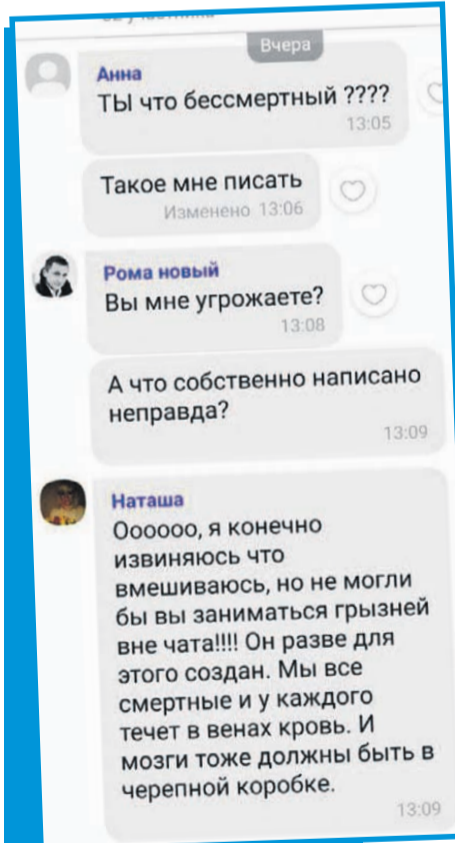 Вчера
Анна
ТЫ что бессмертный ????
13:05
Такое мне писать
Изменено 13:06
Рома новый
Вы мне угрожаете?
13:08
А что собственно написано
неправда?
13:09
Наташа
Оооооо, я конечно
извиняюсь что
вмешиваюсь, но не могли
бы вы заниматься грызней
вне чата!!!! Он разве для
этого создан. Мы все
смертные и у каждого
течет в венах кровь. И
мозги тоже должны быть в
черепной коробке.
13:09